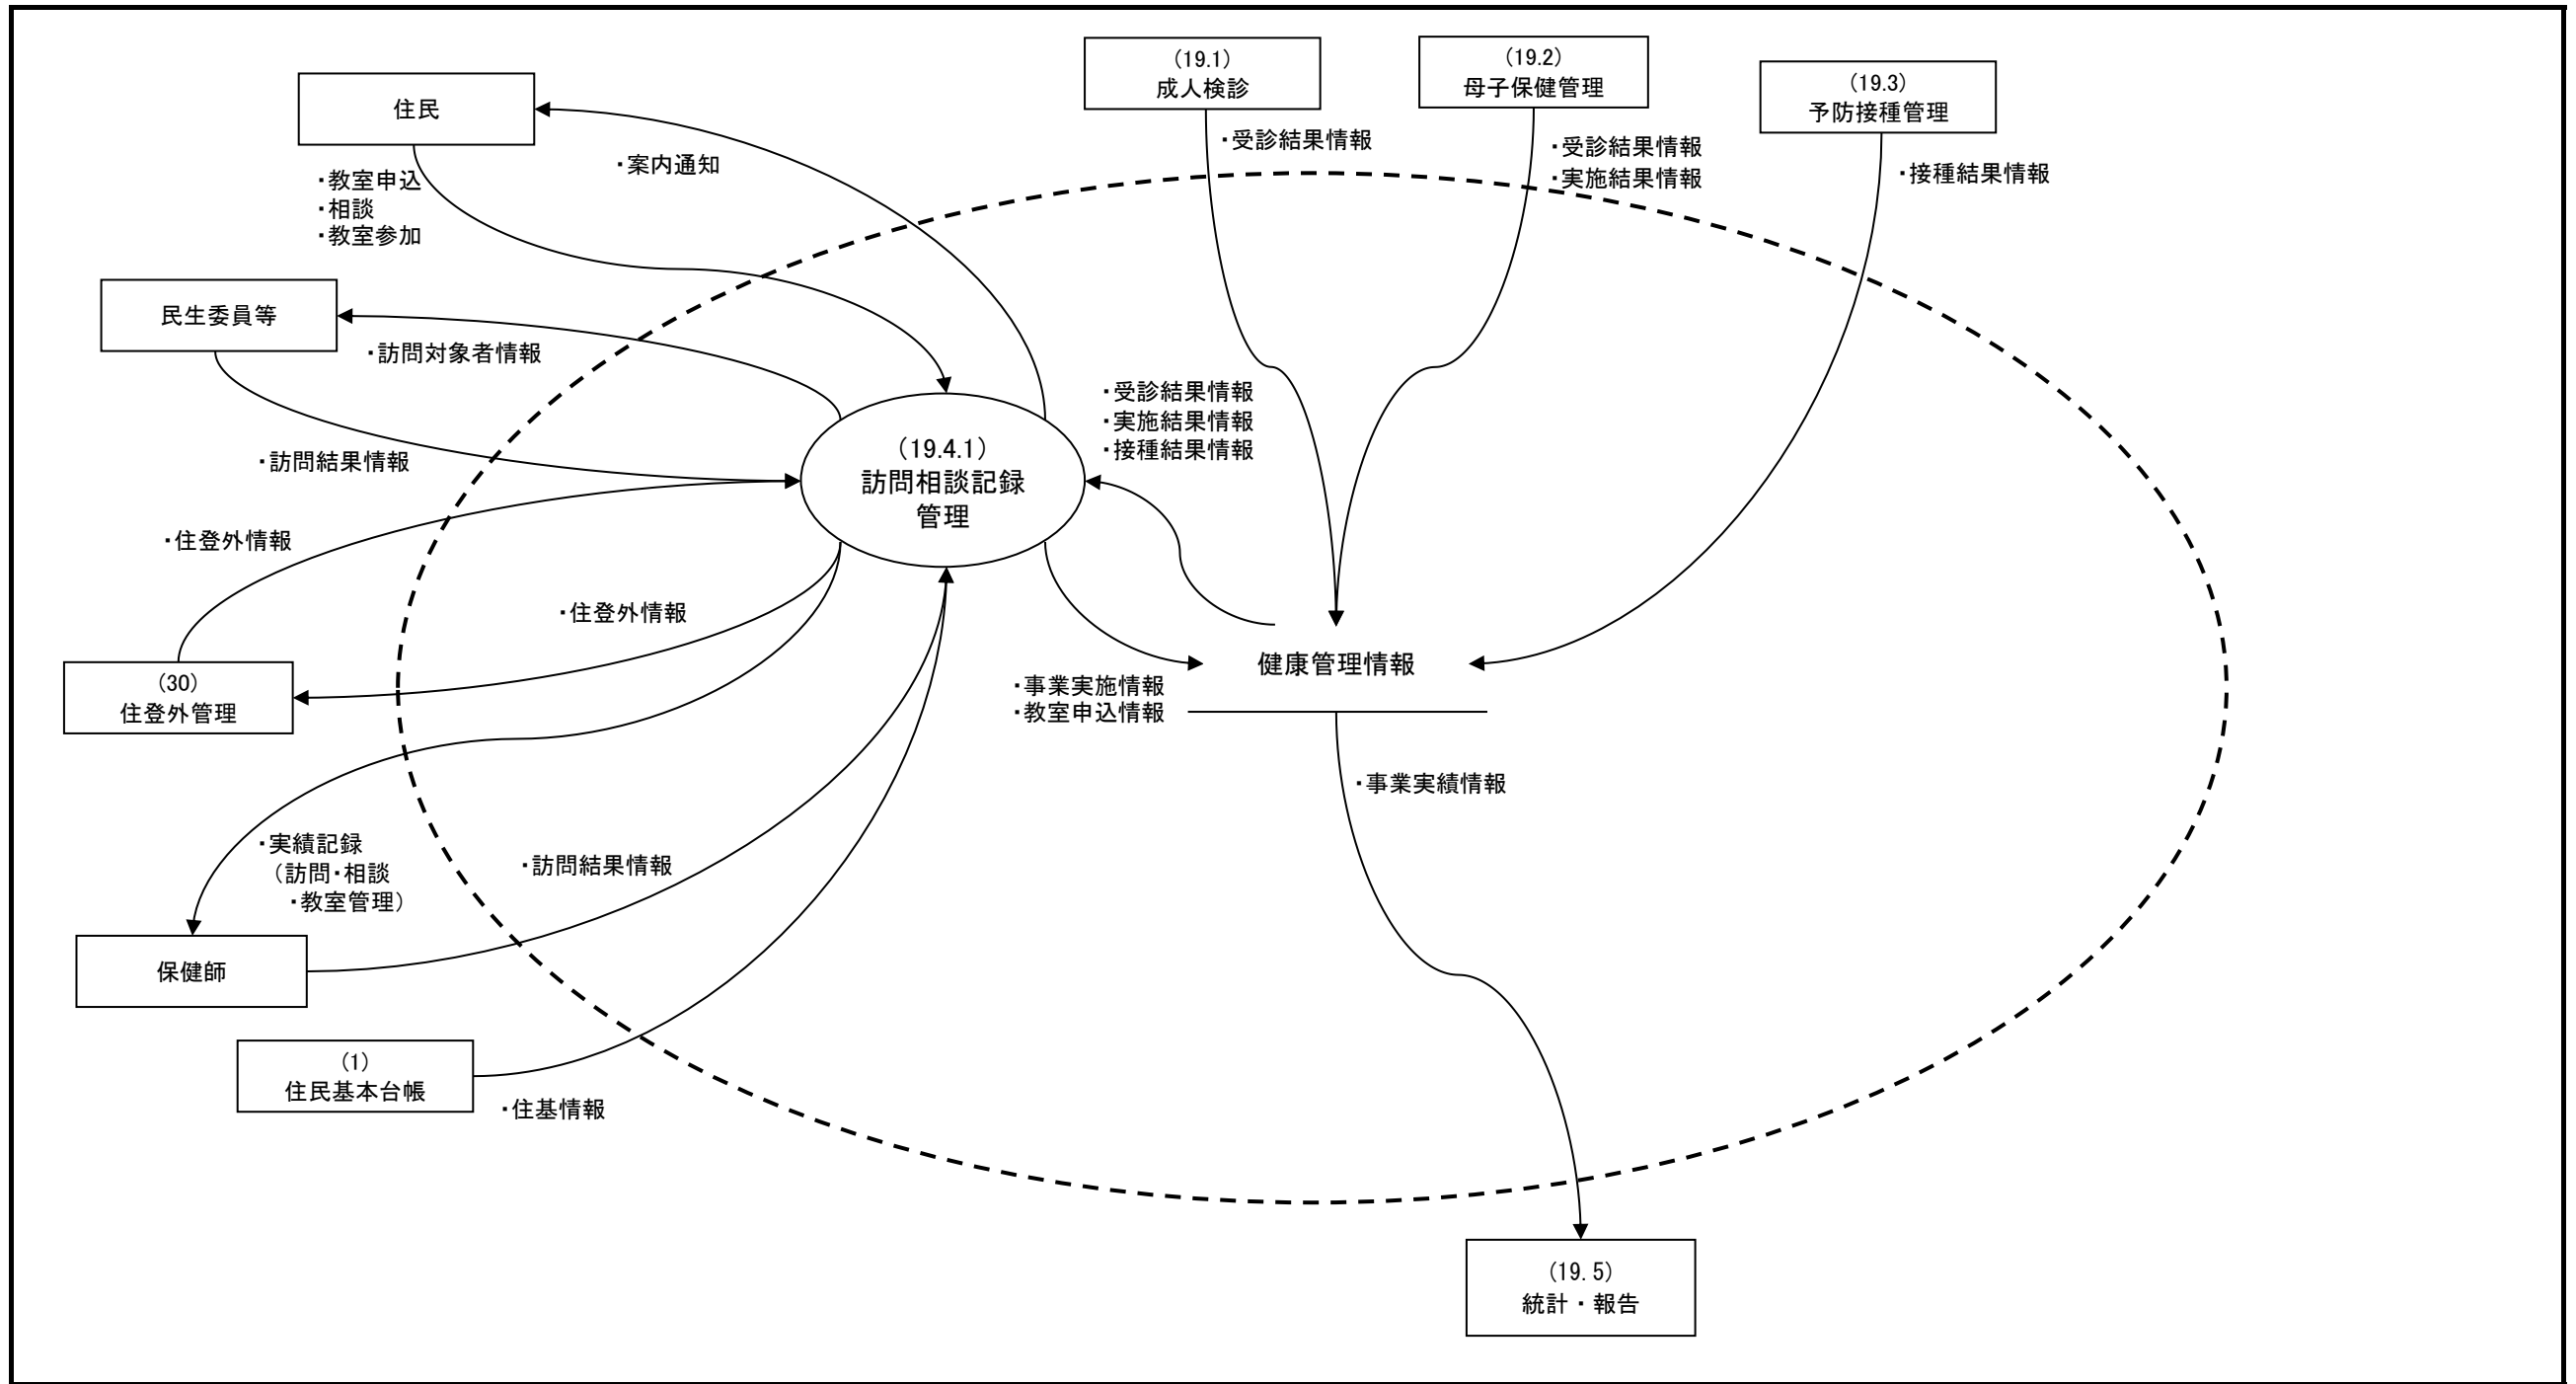 (19.1)
成人検診
(19.2)
母子保健管理
(19.3)
予防接種管理
住民
・案内通知
・受診結果情報
・受診結果情報
・実施結果情報
・接種結果情報
・教室申込
・相談
・教室参加
民生委員等
・訪問対象者情報
・訪問結果情報
・受診結果情報
・実施結果情報
・接種結果情報
(19.4.1)
訪問相談記録
管理
・住登外情報
・住登外情報
(30)
住登外管理
健康管理情報
・事業実施情報
・教室申込情報
・事業実績情報
・実績記録
(訪問・相談
・教室管理)
・訪問結果情報
保健師
(1)
住民基本台帳
・住基情報
(19.5)
統計・報告